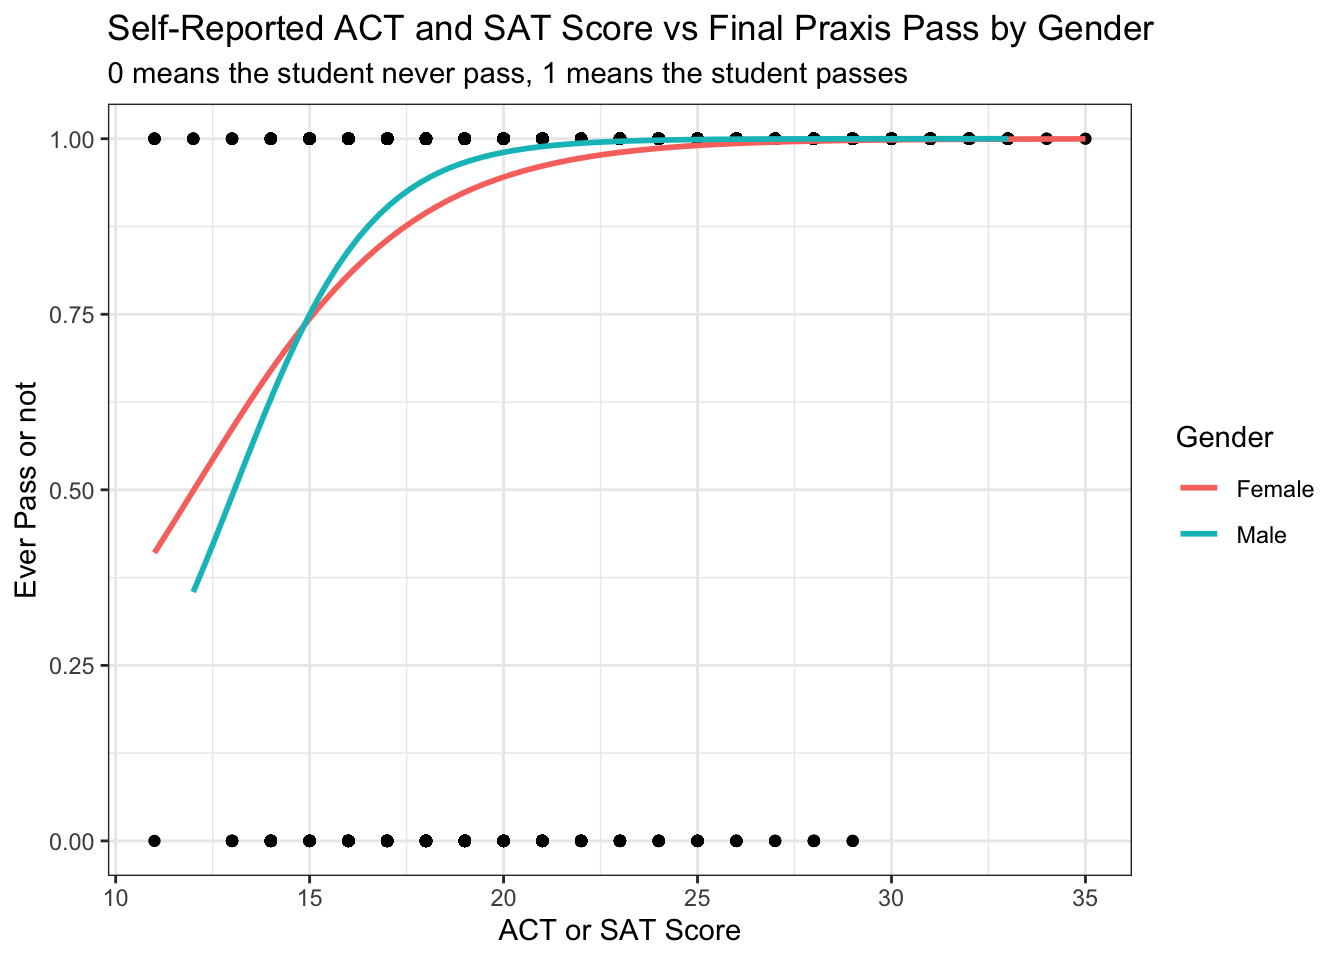 Self-Reported ACT and SAT Score vs Final Praxis Pass by Gender
0 means the student never pass, 1 means the student passes
Ever Pass or not
1.00
0.75
0.50
0.25
0.00
10 15 20 25 30 35
ACT or SAT Score
Gender
Female
Male